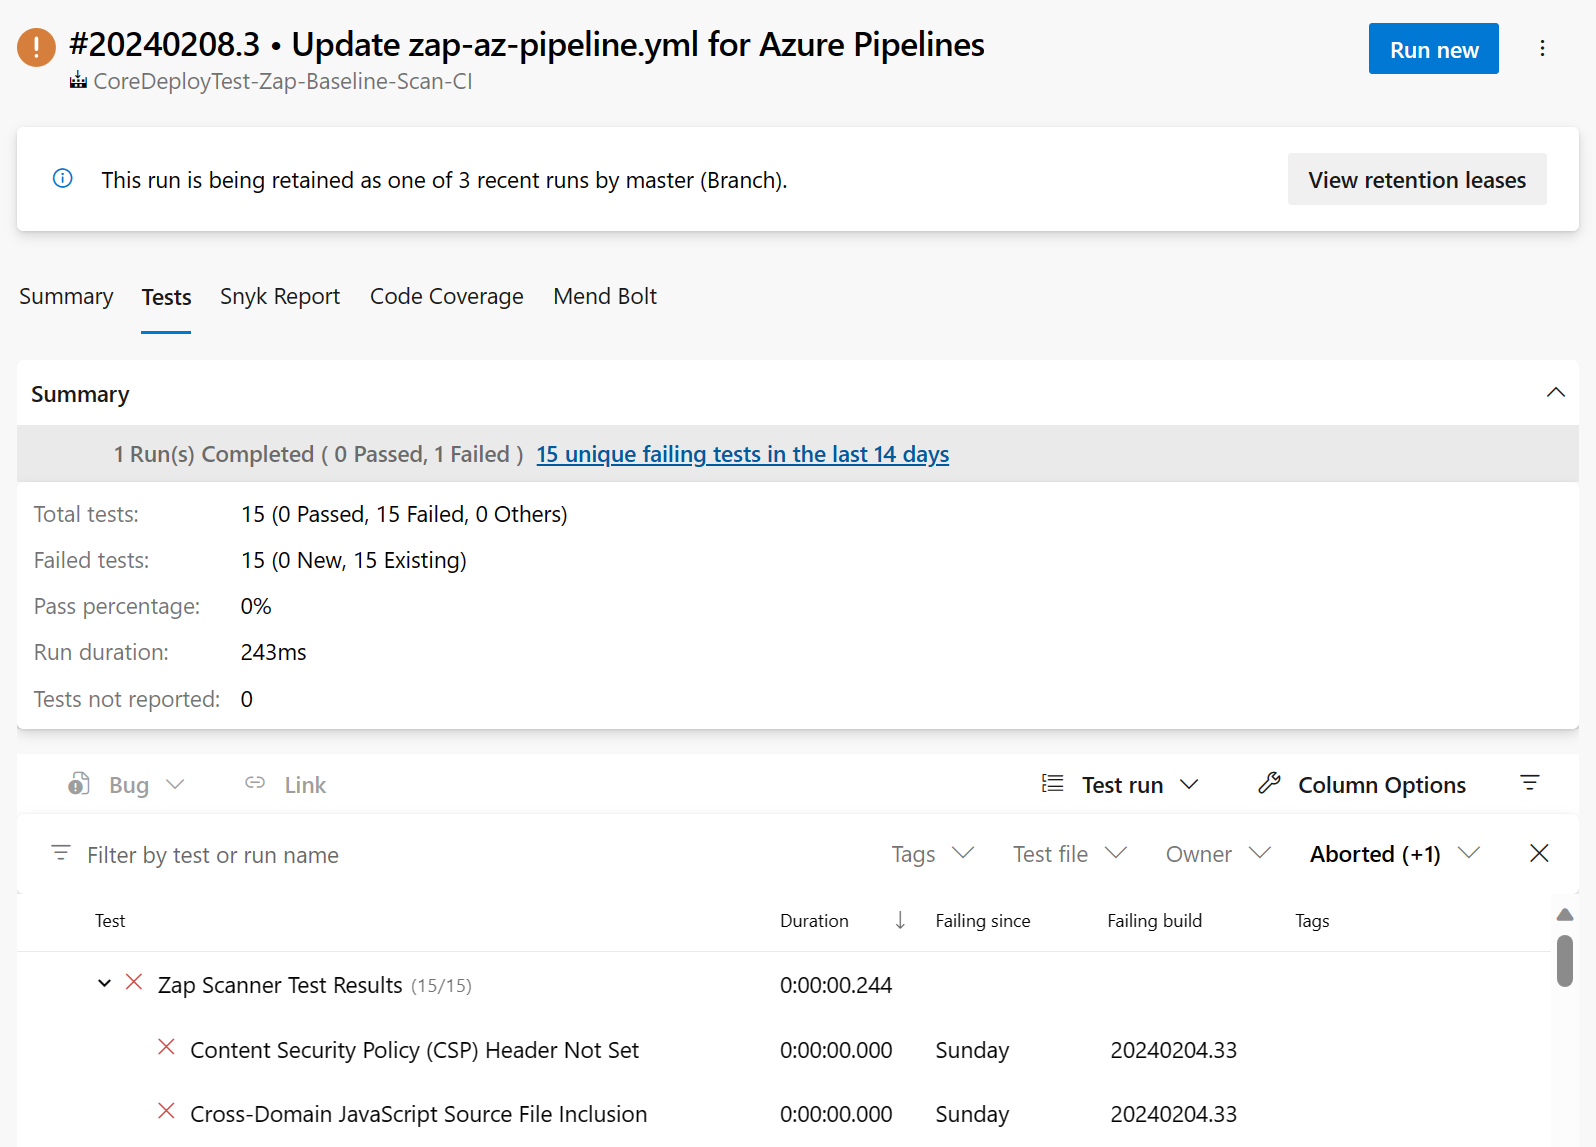 #20240208.3 • Update zap-az-pipeline.yml for Azure Pipelines
Run new
CoreDeployTest-Zap-Baseline-Scan-CI
This run is being retained as one of 3 recent runs by master (Branch).
View retention leases
Summary Tests Snyk Report Code Coverage Mend Bolt
Summary
1 Run(s) Completed ( 0 Passed, 1 Failed ) 15 unique failing tests in the last 14 days
Total tests: 15 (0 Passed, 15 Failed, 0 Others)
Failed tests: 15 (0 New, 15 Existing)
Pass percentage: 0%
Run duration: 243ms
Tests not reported: 0
Bug Link Test run Column Options
Filter by test or run name Tags Test file Owner Aborted (+1)
Test Duration Failing since Failing build Tags
Zap Scanner Test Results (15/15) 0:00:00.244
Content Security Policy (CSP) Header Not Set 0:00:00.000 Sunday 20240204.33
Cross-Domain JavaScript Source File Inclusion 0:00:00.000 Sunday 20240204.33